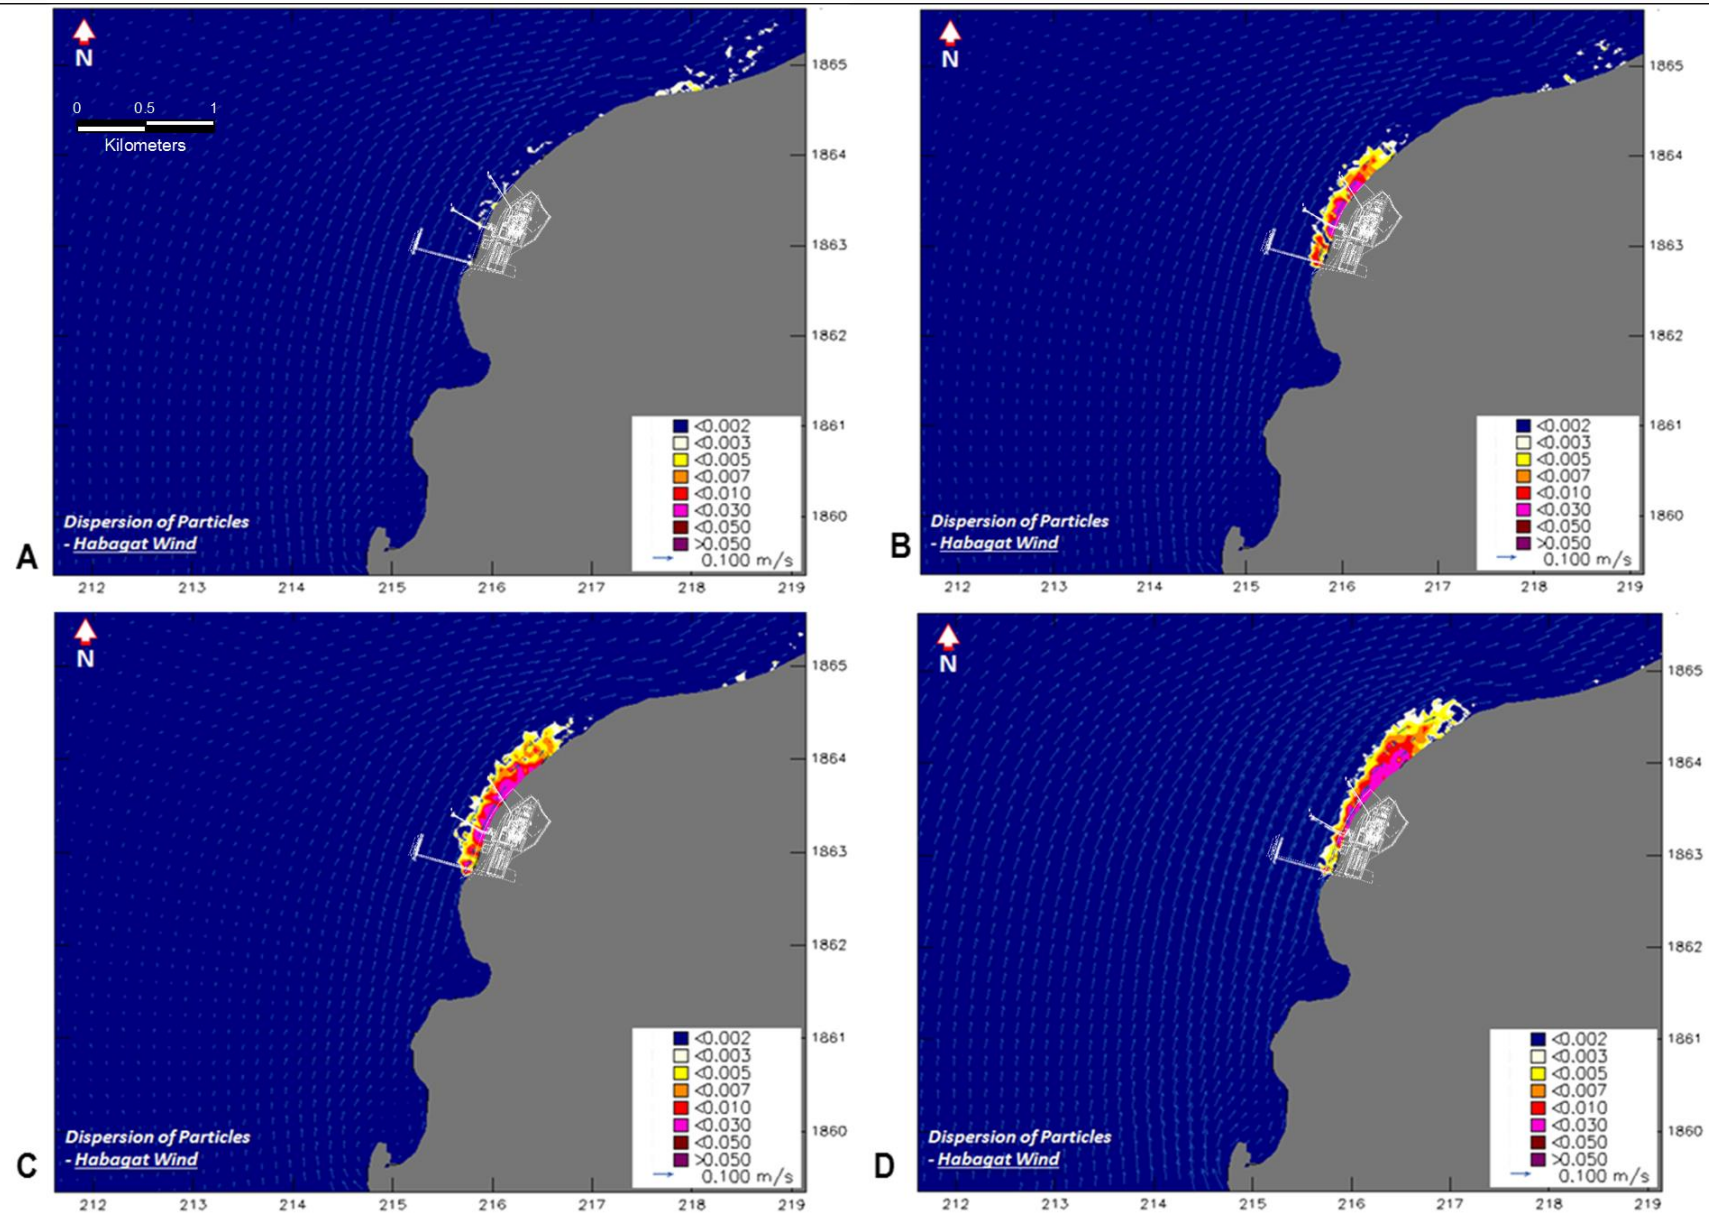 N
0 0.5 1
Kilometers
1865
1864
1863
1862
1861
1860
<0.002
<0.003
<0.005
<0.007
<0.010
<0.030
<0.050
>0.050
0.100 m/s
Dispersion of Particles
- Habagat Wind
A
212 213 214 215 216 217 218 219
N
1865
1864
1863
1862
1861
1860
<0.002
<0.003
<0.005
<0.007
<0.010
<0.030
<0.050
>0.050
0.100 m/s
Dispersion of Particles
- Habagat Wind
B
212 213 214 215 216 217 218 219
N
1865
1864
1863
1862
1861
1860
<0.002
<0.003
<0.005
<0.007
<0.010
<0.030
<0.050
>0.050
0.100 m/s
Dispersion of Particles
- Habagat Wind
C
212 213 214 215 216 217 218 219
N
1865
1864
1863
1862
1861
1860
<0.002
<0.003
<0.005
<0.007
<0.010
<0.030
<0.050
>0.050
0.100 m/s
Dispersion of Particles
- Habagat Wind
D
212 213 214 215 216 217 218 219